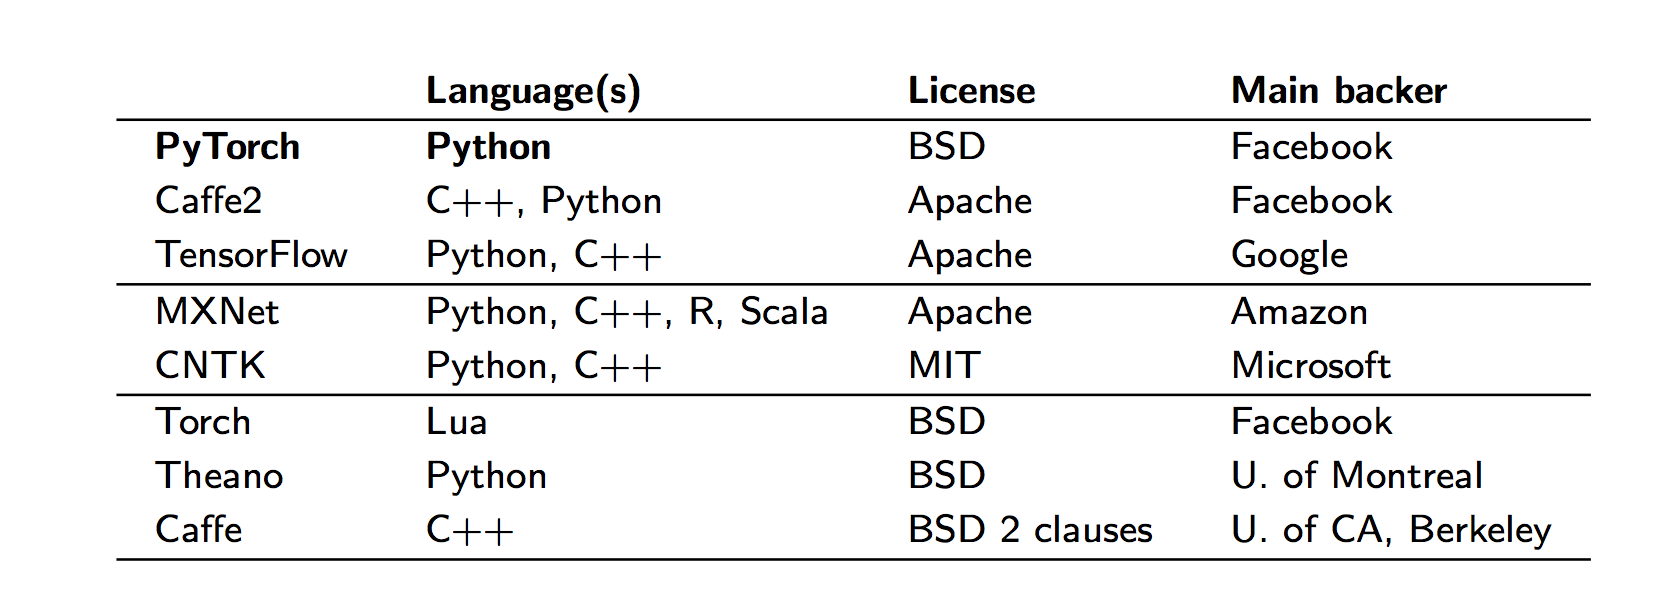 Language(s) License Main backer
PyTorch Python BSD Facebook
Caffe2 C++, Python Apache Facebook
TensorFlow Python, C++ Apache Google
MXNet Python, C++, R, Scala Apache Amazon
CNTK Python, C++ MIT Microsoft
Torch Lua BSD Facebook
Theano Python BSD U. of Montreal
Caffe C++ BSD 2 clauses U. of CA, Berkeley